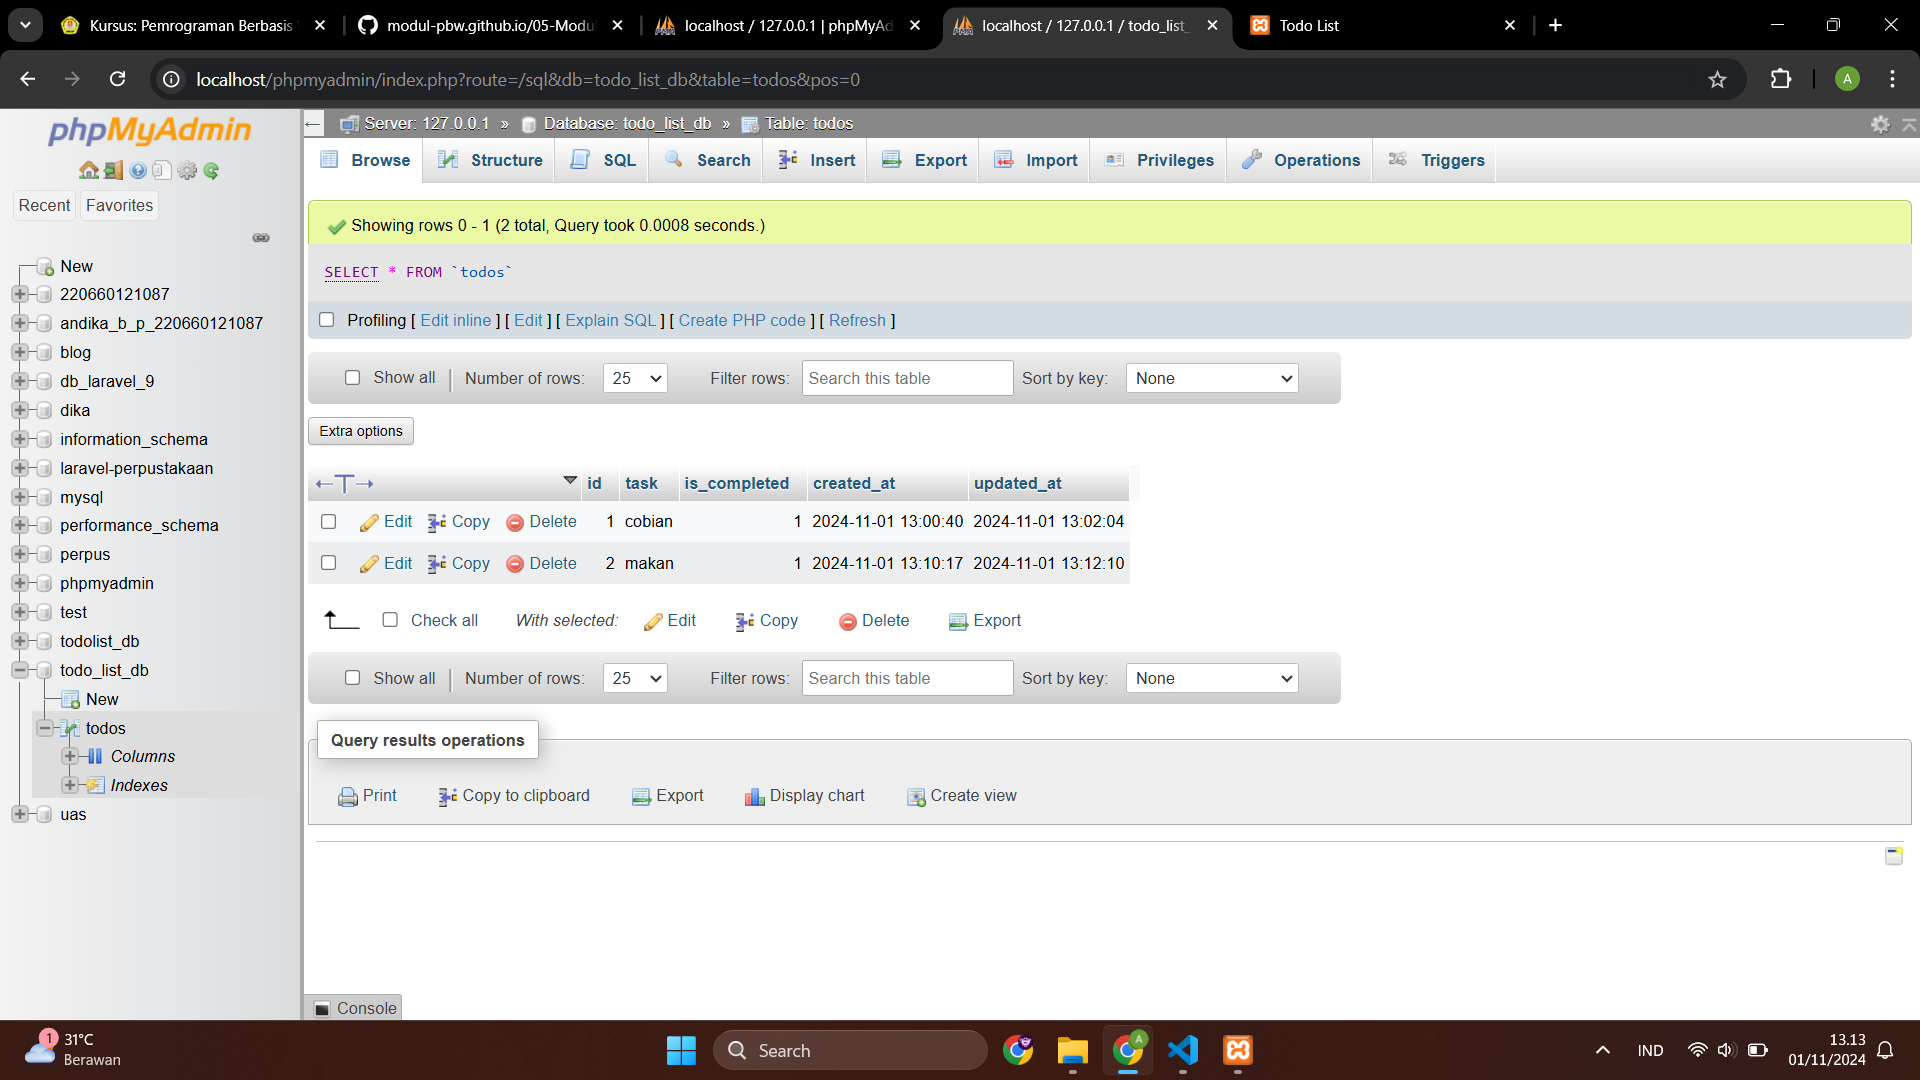 Kursus: Pemrograman Berbasis
modul-pbw.github.io/05-Modu
localhost / 127.0.0.1 | phpMyAd
localhost / 127.0.0.1 / todo_list_
Todo List
localhost/phpmyadmin/index.php?route=/sql&db=todo_list_db&table=todos&pos=0
A
phpMyAdmin
Recent
Favorites
New
220660121087
andika_b_p_220660121087
blog
db_laravel_9
dika
information_schema
laravel-perpustakaan
mysql
performance_schema
perpus
phpmyadmin
test
todolist_db
todo_list_db
New
todos
Columns
Indexes
uas
Server: 127.0.0.1 » Database: todo_list_db » Table: todos
Browse
Structure
SQL
Search
Insert
Export
Import
Privileges
Operations
Triggers
Showing rows 0 - 1 (2 total, Query took 0.0008 seconds.)
SELECT * FROM `todos`
Profiling [ Edit inline ] [ Edit ] [ Explain SQL ] [ Create PHP code ] [ Refresh ]
Show all | Number of rows: 25 Filter rows: Search this table Sort by key: None
Extra options
←T→ id task is_completed created_at updated_at
Edit Copy Delete 1 cobian 1 2024-11-01 13:00:40 2024-11-01 13:02:04
Edit Copy Delete 2 makan 1 2024-11-01 13:10:17 2024-11-01 13:12:10
Check all With selected: Edit Copy Delete Export
Show all | Number of rows: 25 Filter rows: Search this table Sort by key: None
Query results operations
Print Copy to clipboard Export Display chart Create view
Console
1
31°C
Berawan
Search
A
IND
13.13
01/11/2024